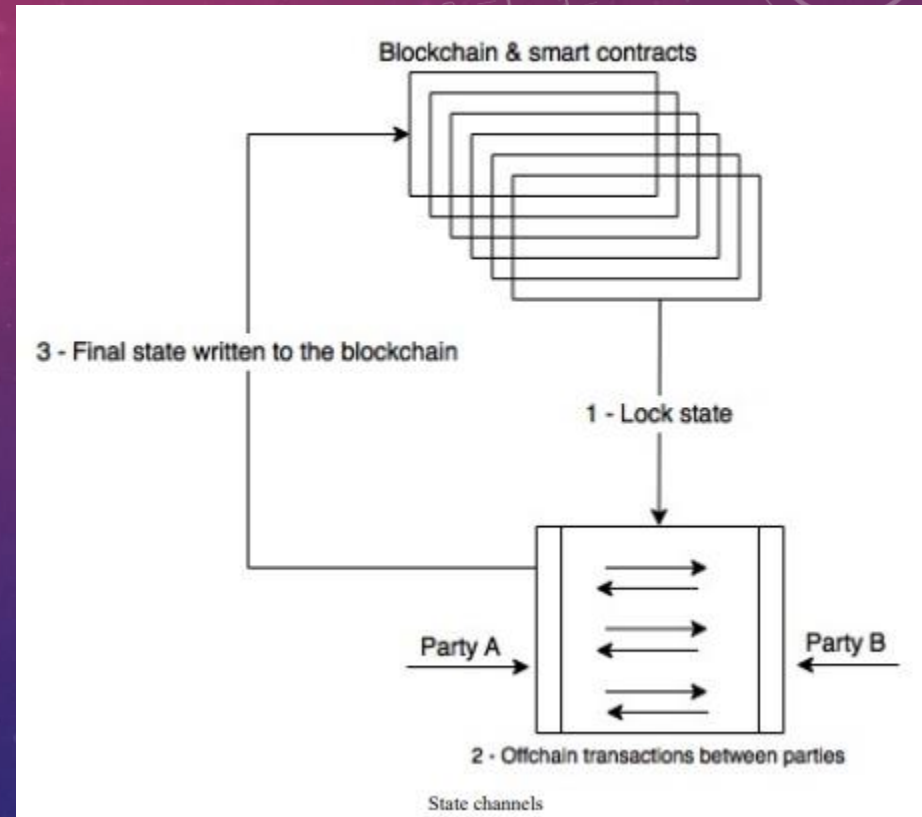 Blockchain & smart contracts
3 - Final state written to the blockchain
1 - Lock state
Party A
Party B
2 - Offchain transactions between parties
State channels